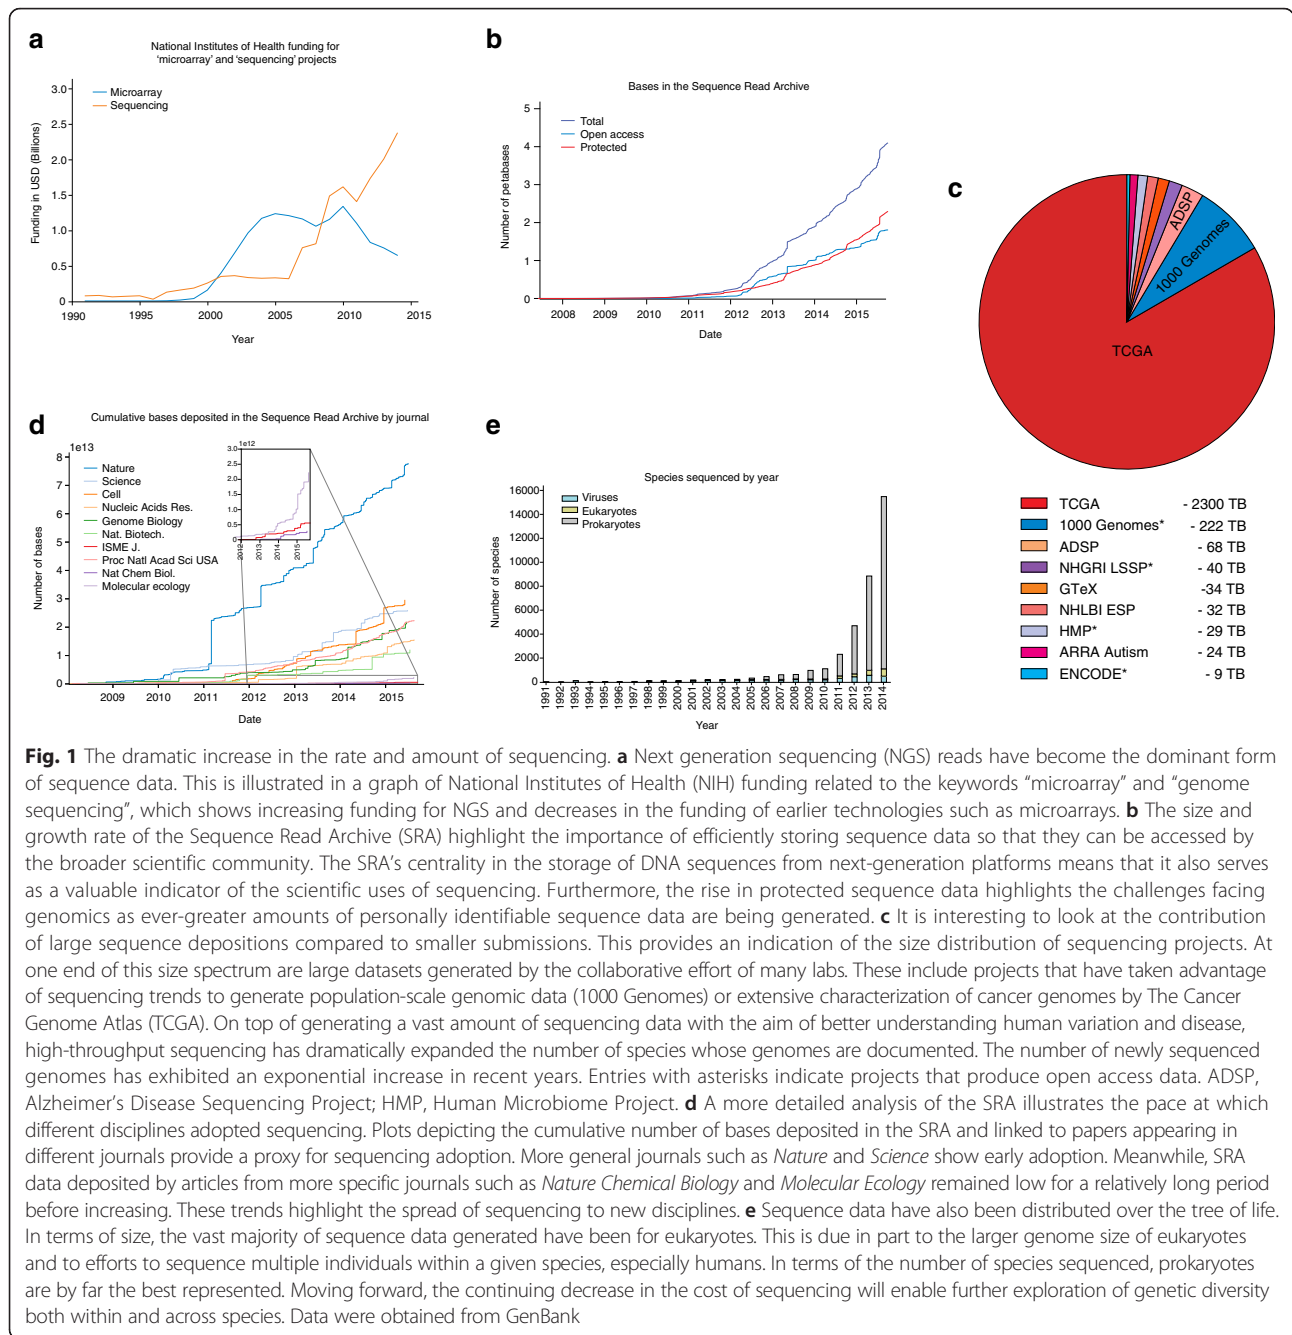 a
National Institutes of Health funding for
'microarray' and 'sequencing' projects
3.0
2.5
2.0
1.5
1.0
0.5
0
Funding in USD (Billions)
Microarray
Sequencing
1990 1995 2000 2005 2010 2015
Year
b
Bases in the Sequence Read Archive
5
4
3
2
1
0
Number of petabases
Total
Open access
Protected
2008 2009 2010 2011 2012 2013 2014 2015
Date
c
ADSP
1000 Genomes
TCGA
TCGA - 2300 TB
1000 Genomes* - 222 TB
ADSP - 68 TB
NHGRI LSSP* - 40 TB
GTeX -34 TB
NHLBI ESP - 32 TB
HMP* - 29 TB
ARRA Autism - 24 TB
ENCODE* - 9 TB
d
Cumulative bases deposited in the Sequence Read Archive by journal
1e13
8
7
6
5
4
3
2
1
0
Number of bases
Nature
Science
Cell
Nucleic Acids Res.
Genome Biology
Nat. Biotech.
ISME J.
Proc Natl Acad Sci USA
Nat Chem Biol.
Molecular ecology
1e12
3.0
2.5
2.0
1.5
1.0
0.5
0
2012 2013 2014 2015
2009 2010 2011 2012 2013 2014 2015
Date
e
Species sequenced by year
16000
14000
12000
10000
8000
6000
4000
2000
0
Number of species
Viruses
Eukaryotes
Prokaryotes
1991 1992 1993 1994 1995 1996 1997 1998 1999 2000 2001 2002 2003 2004 2005 2006 2007 2008 2009 2010 2011 2012 2013 2014
Year
Fig. 1 The dramatic increase in the rate and amount of sequencing. a Next generation sequencing (NGS) reads have become the dominant form
of sequence data. This is illustrated in a graph of National Institutes of Health (NIH) funding related to the keywords “microarray” and “genome
sequencing”, which shows increasing funding for NGS and decreases in the funding of earlier technologies such as microarrays. b The size and
growth rate of the Sequence Read Archive (SRA) highlight the importance of efficiently storing sequence data so that they can be accessed by
the broader scientific community. The SRA’s centrality in the storage of DNA sequences from next-generation platforms means that it also serves
as a valuable indicator of the scientific uses of sequencing. Furthermore, the rise in protected sequence data highlights the challenges facing
genomics as ever-greater amounts of personally identifiable sequence data are being generated. c It is interesting to look at the contribution
of large sequence depositions compared to smaller submissions. This provides an indication of the size distribution of sequencing projects. At
one end of this size spectrum are large datasets generated by the collaborative effort of many labs. These include projects that have taken advantage
of sequencing trends to generate population-scale genomic data (1000 Genomes) or extensive characterization of cancer genomes by The Cancer
Genome Atlas (TCGA). On top of generating a vast amount of sequencing data with the aim of better understanding human variation and disease,
high-throughput sequencing has dramatically expanded the number of species whose genomes are documented. The number of newly sequenced
genomes has exhibited an exponential increase in recent years. Entries with asterisks indicate projects that produce open access data. ADSP,
Alzheimer’s Disease Sequencing Project; HMP, Human Microbiome Project. d A more detailed analysis of the SRA illustrates the pace at which
different disciplines adopted sequencing. Plots depicting the cumulative number of bases deposited in the SRA and linked to papers appearing in
different journals provide a proxy for sequencing adoption. More general journals such as Nature and Science show early adoption. Meanwhile, SRA
data deposited by articles from more specific journals such as Nature Chemical Biology and Molecular Ecology remained low for a relatively long period
before increasing. These trends highlight the spread of sequencing to new disciplines. e Sequence data have also been distributed over the tree of life.
In terms of size, the vast majority of sequence data generated have been for eukaryotes. This is due in part to the larger genome size of eukaryotes
and to efforts to sequence multiple individuals within a given species, especially humans. In terms of the number of species sequenced, prokaryotes
are by far the best represented. Moving forward, the continuing decrease in the cost of sequencing will enable further exploration of genetic diversity
both within and across species. Data were obtained from GenBank